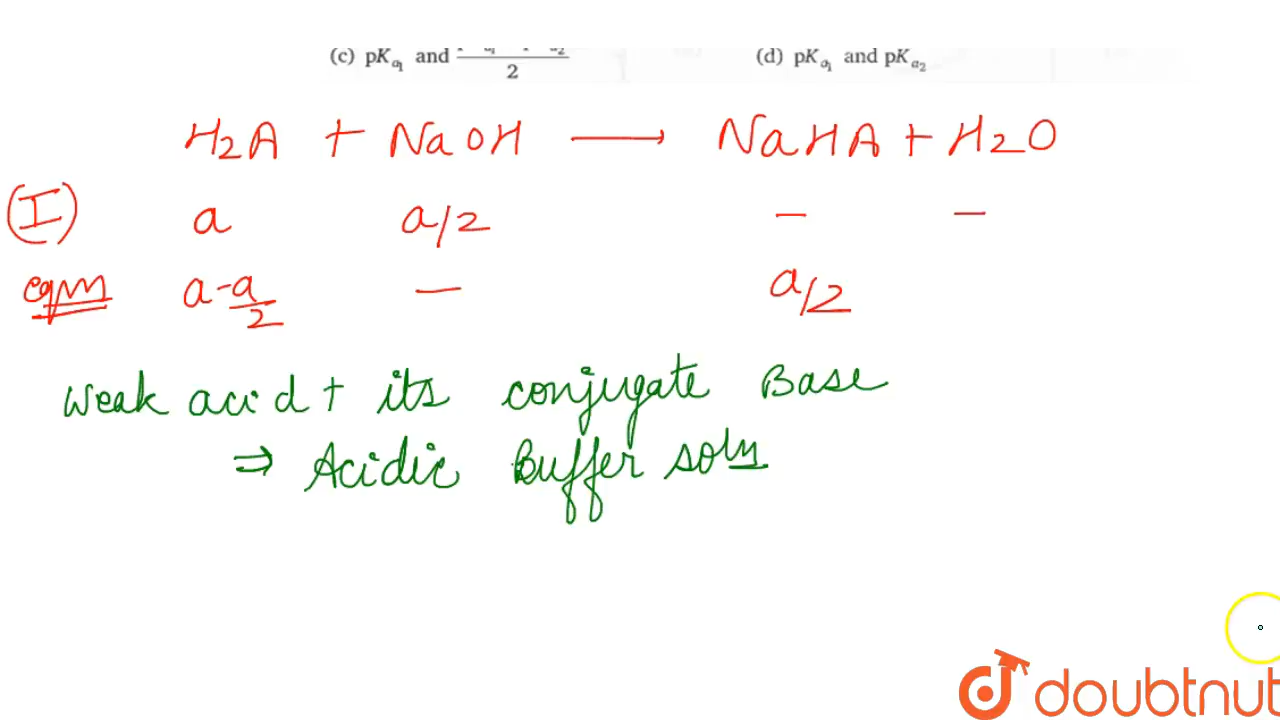 (c) pKₐ₁ and 2 (d) pKₐ₁ and pKₐ₂
H2A + NaOH ⟶ NaHA + H2O
(I) a a/2 — —
eqm a-a/2 — a/2
Weak acid + its conjugate Base
⇒ Acidic Buffer soln
doubtnut